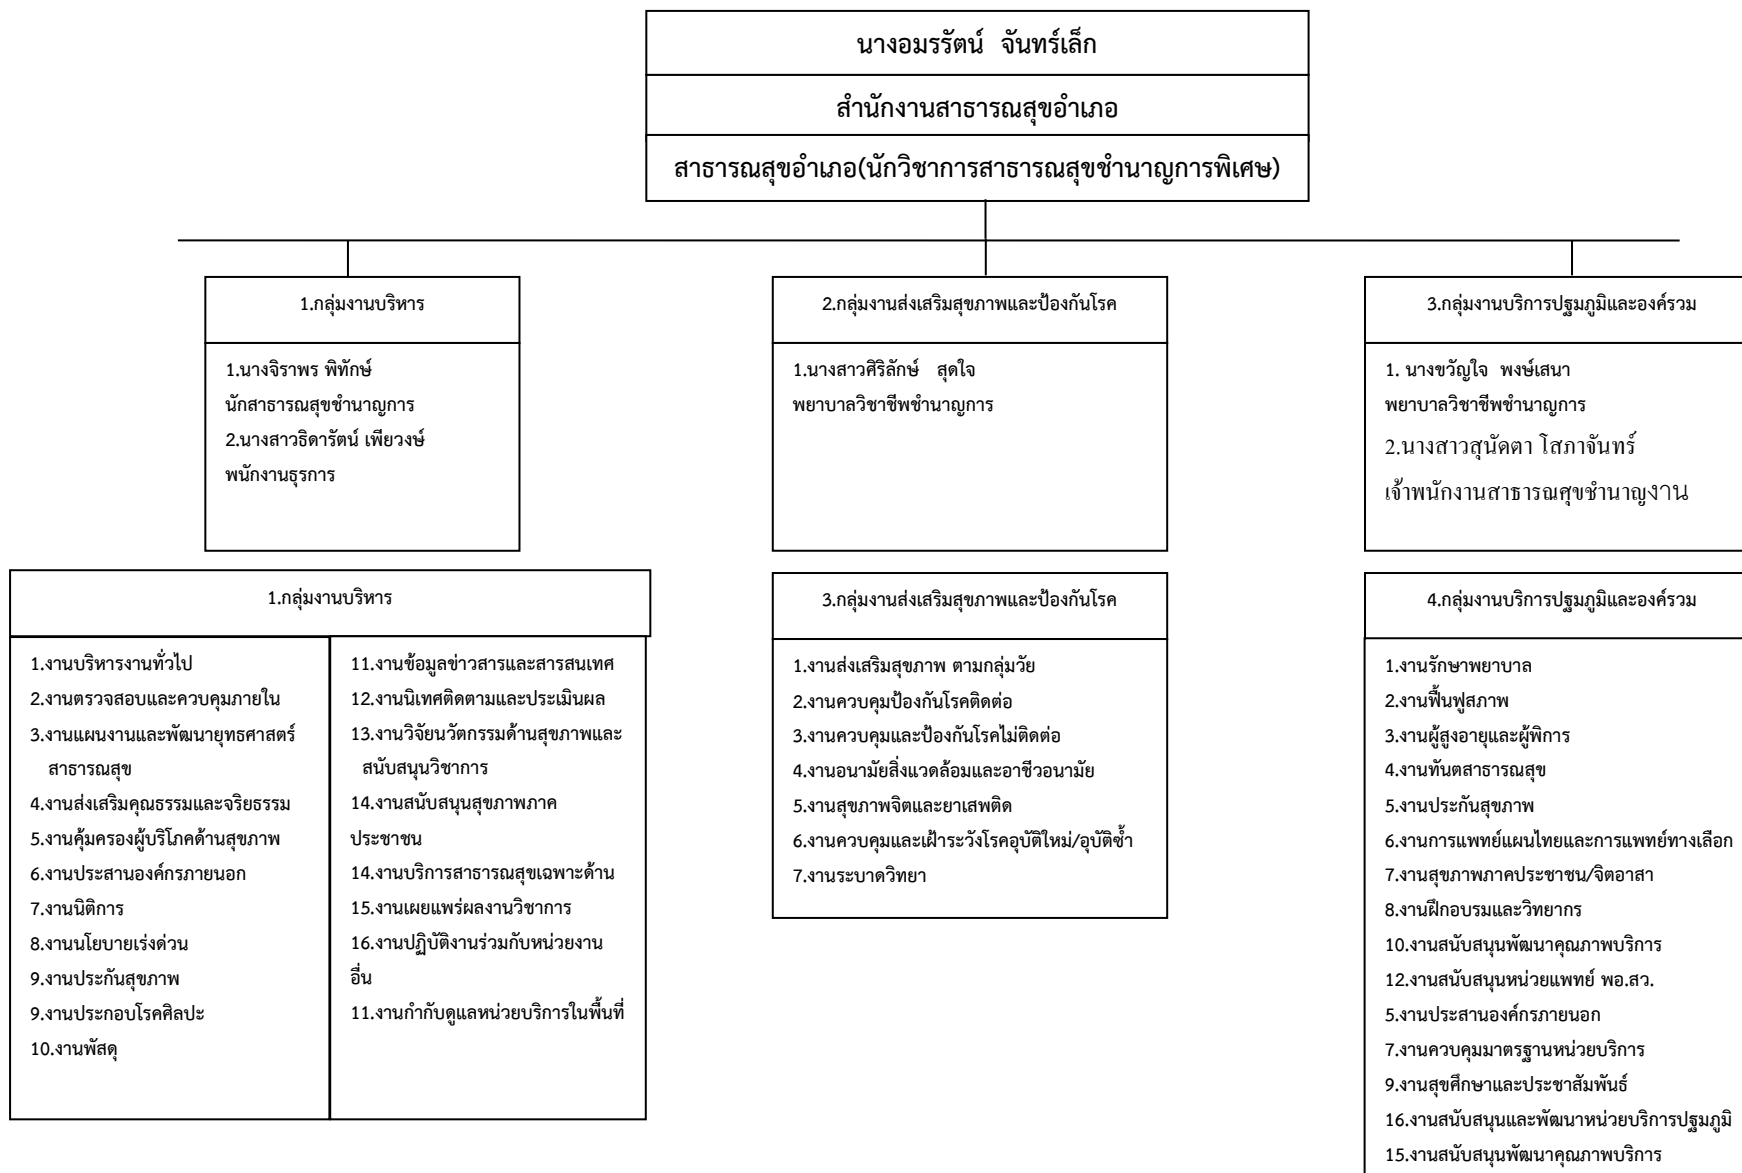 นางอมรรัตน์ จันทร์เล็ก
สำนักงานสาธารณสุขอำเภอ
สาธารณสุขอำเภอ(นักวิชาการสาธารณสุขชำนาญการพิเศษ)
1.กลุ่มงานบริหาร
1.นางจิราพร พิทักษ์
นักสาธารณสุขชำนาญการ
2.นางสาวธิดารัตน์ เพียวงษ์
พนักงานธุรการ
2.กลุ่มงานส่งเสริมสุขภาพและป้องกันโรค
1.นางสาวศิริลักษ์ สุดใจ
พยาบาลวิชาชีพชำนาญการ
3.กลุ่มงานบริการปฐมภูมิและองค์รวม
1. นางขวัญใจ พงษ์เสนา
พยาบาลวิชาชีพชำนาญการ
2.นางสาวสุนัดตา โสภาจันทร์
เจ้าพนักงานสาธารณศุขชำนาญงาน
1.กลุ่มงานบริหาร
1.งานบริหารงานทั่วไป
2.งานตรวจสอบและควบคุมภายใน
3.งานแผนงานและพัฒนายุทธศาสตร์
สาธารณสุข
4.งานส่งเสริมคุณธรรมและจริยธรรม
5.งานคุ้มครองผู้บริโภคด้านสุขภาพ
6.งานประสานองค์กรภายนอก
7.งานนิติการ
8.งานนโยบายเร่งด่วน
9.งานประกันสุขภาพ
9.งานประกอบโรคศิลปะ
10.งานพัสดุ
11.งานข้อมูลข่าวสารและสารสนเทศ
12.งานนิเทศติดตามและประเมินผล
13.งานวิจัยนวัตกรรมด้านสุขภาพและ
สนับสนุนวิชาการ
14.งานสนับสนุนสุขภาพภาค
ประชาชน
14.งานบริการสาธารณสุขเฉพาะด้าน
15.งานเผยแพร่ผลงานวิชาการ
16.งานปฏิบัติงานร่วมกับหน่วยงาน
อื่น
11.งานกำกับดูแลหน่วยบริการในพื้นที่
3.กลุ่มงานส่งเสริมสุขภาพและป้องกันโรค
1.งานส่งเสริมสุขภาพ ตามกลุ่มวัย
2.งานควบคุมป้องกันโรคติดต่อ
3.งานควบคุมและป้องกันโรคไม่ติดต่อ
4.งานอนามัยสิ่งแวดล้อมและอาชีวอนามัย
5.งานสุขภาพจิตและยาเสพติด
6.งานควบคุมและเฝ้าระวังโรคอุบัติใหม่/อุบัติซ้ำ
7.งานระบาดวิทยา
4.กลุ่มงานบริการปฐมภูมิและองค์รวม
1.งานรักษาพยาบาล
2.งานฟื้นฟูสภาพ
3.งานผู้สูงอายุและผู้พิการ
4.งานทันตสาธารณสุข
5.งานประกันสุขภาพ
6.งานการแพทย์แผนไทยและการแพทย์ทางเลือก
7.งานสุขภาพภาคประชาชน/จิตอาสา
8.งานฝึกอบรมและวิทยากร
10.งานสนับสนุนพัฒนาคุณภาพบริการ
12.งานสนับสนุนหน่วยแพทย์ พอ.สว.
5.งานประสานองค์กรภายนอก
7.งานควบคุมมาตรฐานหน่วยบริการ
9.งานสุขศึกษาและประชาสัมพันธ์
16.งานสนับสนุนและพัฒนาหน่วยบริการปฐมภูมิ
15.งานสนับสนุนพัฒนาคุณภาพบริการ